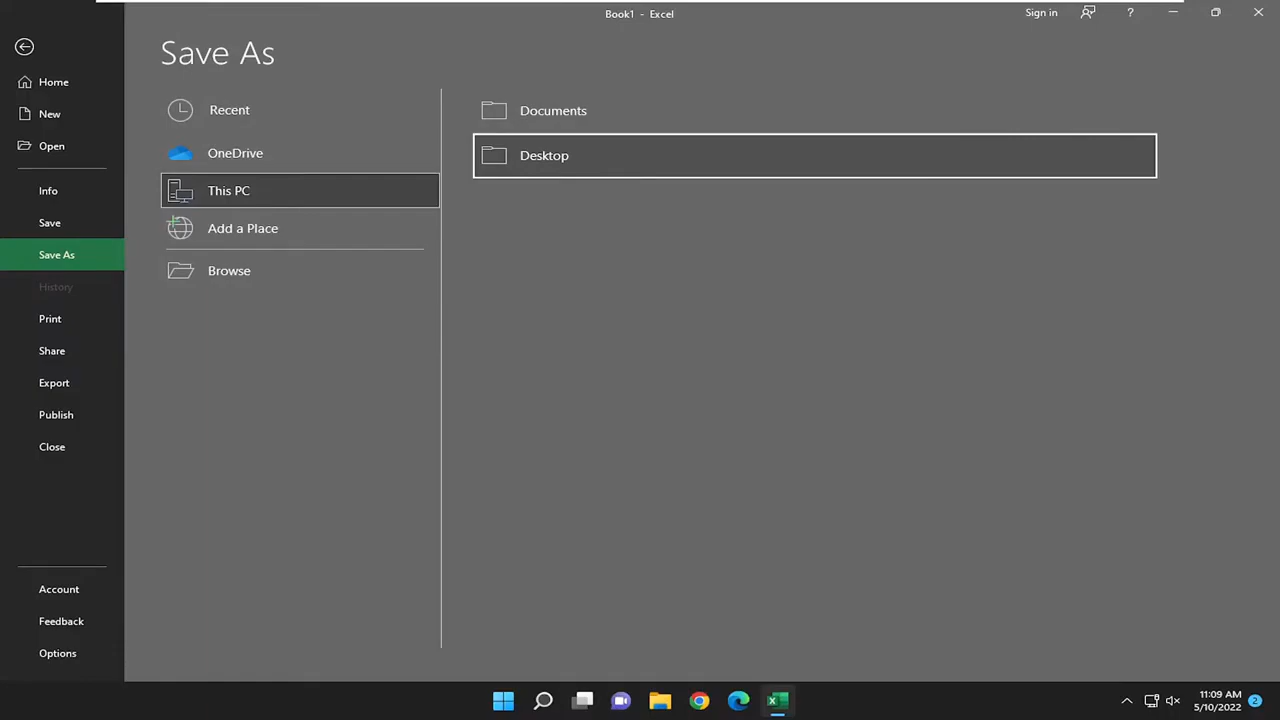 Book1 - Excel
Sign in
?
Save As
Home
New
Open
Info
Save
Save As
History
Print
Share
Export
Publish
Close
Account
Feedback
Options
Recent
OneDrive
This PC
Add a Place
Browse
Documents
Desktop
11:09 AM
5/10/2022
2